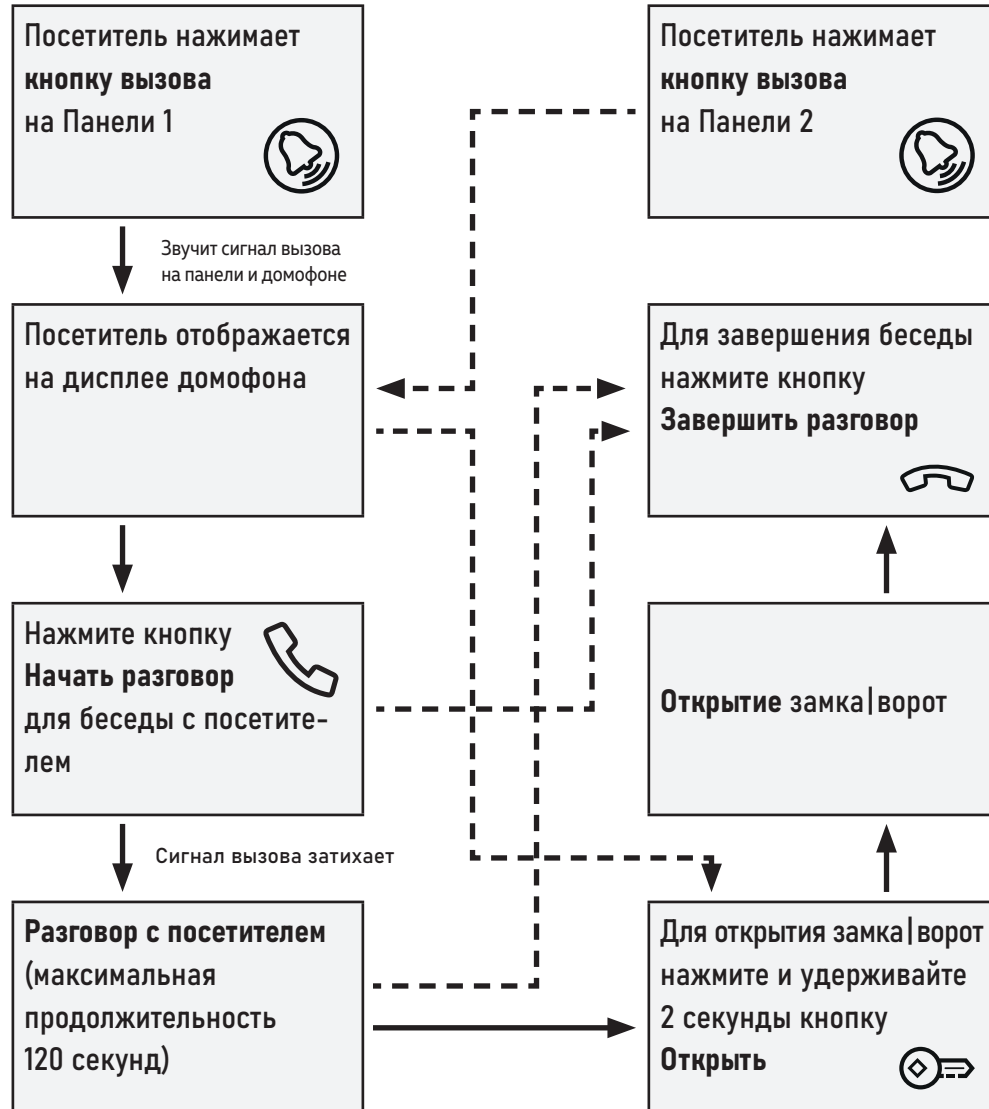 Посетитель нажимает
кнопку вызова
на Панели 1
Посетитель нажимает
кнопку вызова
на Панели 2
Звучит сигнал вызова
на панели и домофоне
Посетитель отображается
на дисплее домофона
Для завершения беседы
нажмите кнопку
Завершить разговор
Нажмите кнопку
Начать разговор
для беседы с посетите-
лем
Открытие замка|ворот
Сигнал вызова затихает
Разговор с посетителем
(максимальная
продолжительность
120 секунд)
Для открытия замка|ворот
нажмите и удерживайте
2 секунды кнопку
Открыть